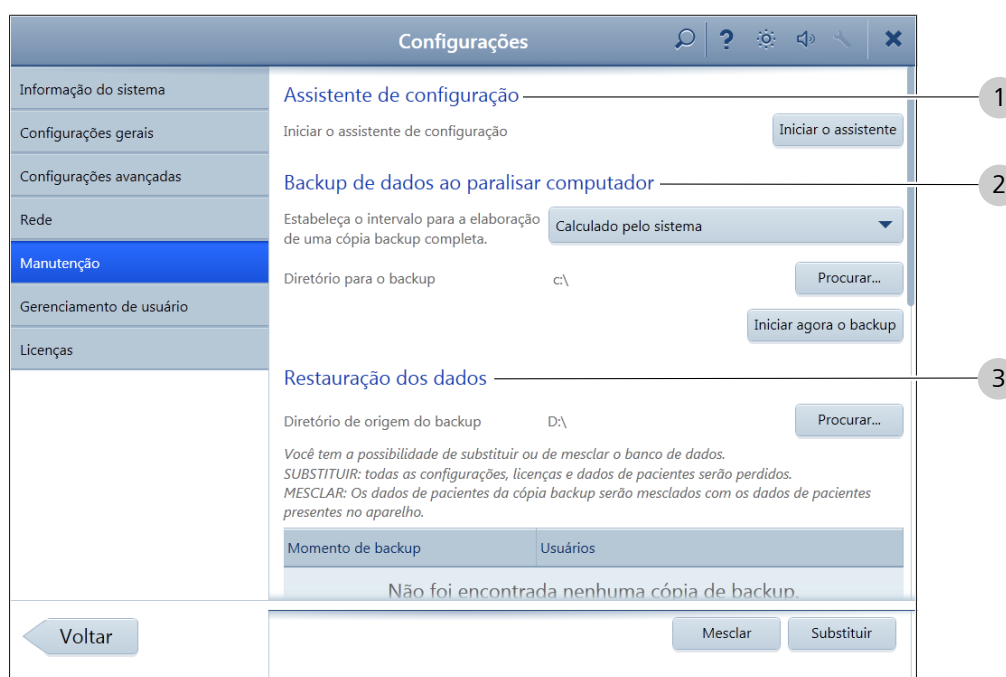 Configurações
?
Informação do sistema
Configurações gerais
Configurações avançadas
Rede
Manutenção
Gerenciamento de usuário
Licenças
Assistente de configuração
1
Iniciar o assistente de configuração
Iniciar o assistente
Backup de dados ao paralisar computador
2
Estabeleça o intervalo para a elaboração
de uma cópia backup completa.
Calculado pelo sistema
Diretório para o backup
c:\
Procurar...
Iniciar agora o backup
Restauração dos dados
3
Diretório de origem do backup
D:\
Procurar...
Você tem a possibilidade de substituir ou de mesclar o banco de dados.
SUBSTITUIR: todas as configurações, licenças e dados de pacientes serão perdidos.
MESCLAR: Os dados de pacientes da cópia backup serão mesclados com os dados de pacientes
presentes no aparelho.
Momento de backup
Usuários
Não foi encontrada nenhuma cópia de backup.
Voltar
Mesclar
Substituir